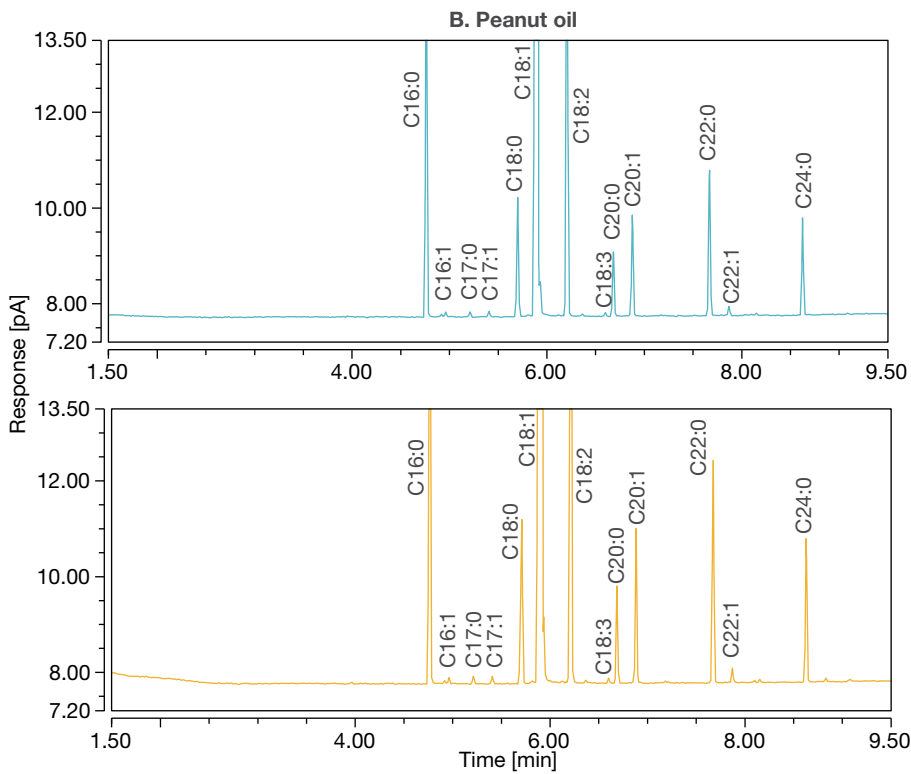 B. Peanut oil
13.50
12.00
10.00
8.00
7.20
C16:0
C16:1
C17:0
C17:1
C18:0
C18:1
C18:2
C18:3
C20:0
C20:1
C22:0
C22:1
C24:0
1.50
4.00
6.00
8.00
9.50
Response [pA]
13.50
12.00
10.00
8.00
7.20
C16:0
C16:1
C17:0
C17:1
C18:0
C18:1
C18:2
C18:3
C20:0
C20:1
C22:0
C22:1
C24:0
1.50
4.00
6.00
8.00
9.50
Time [min]